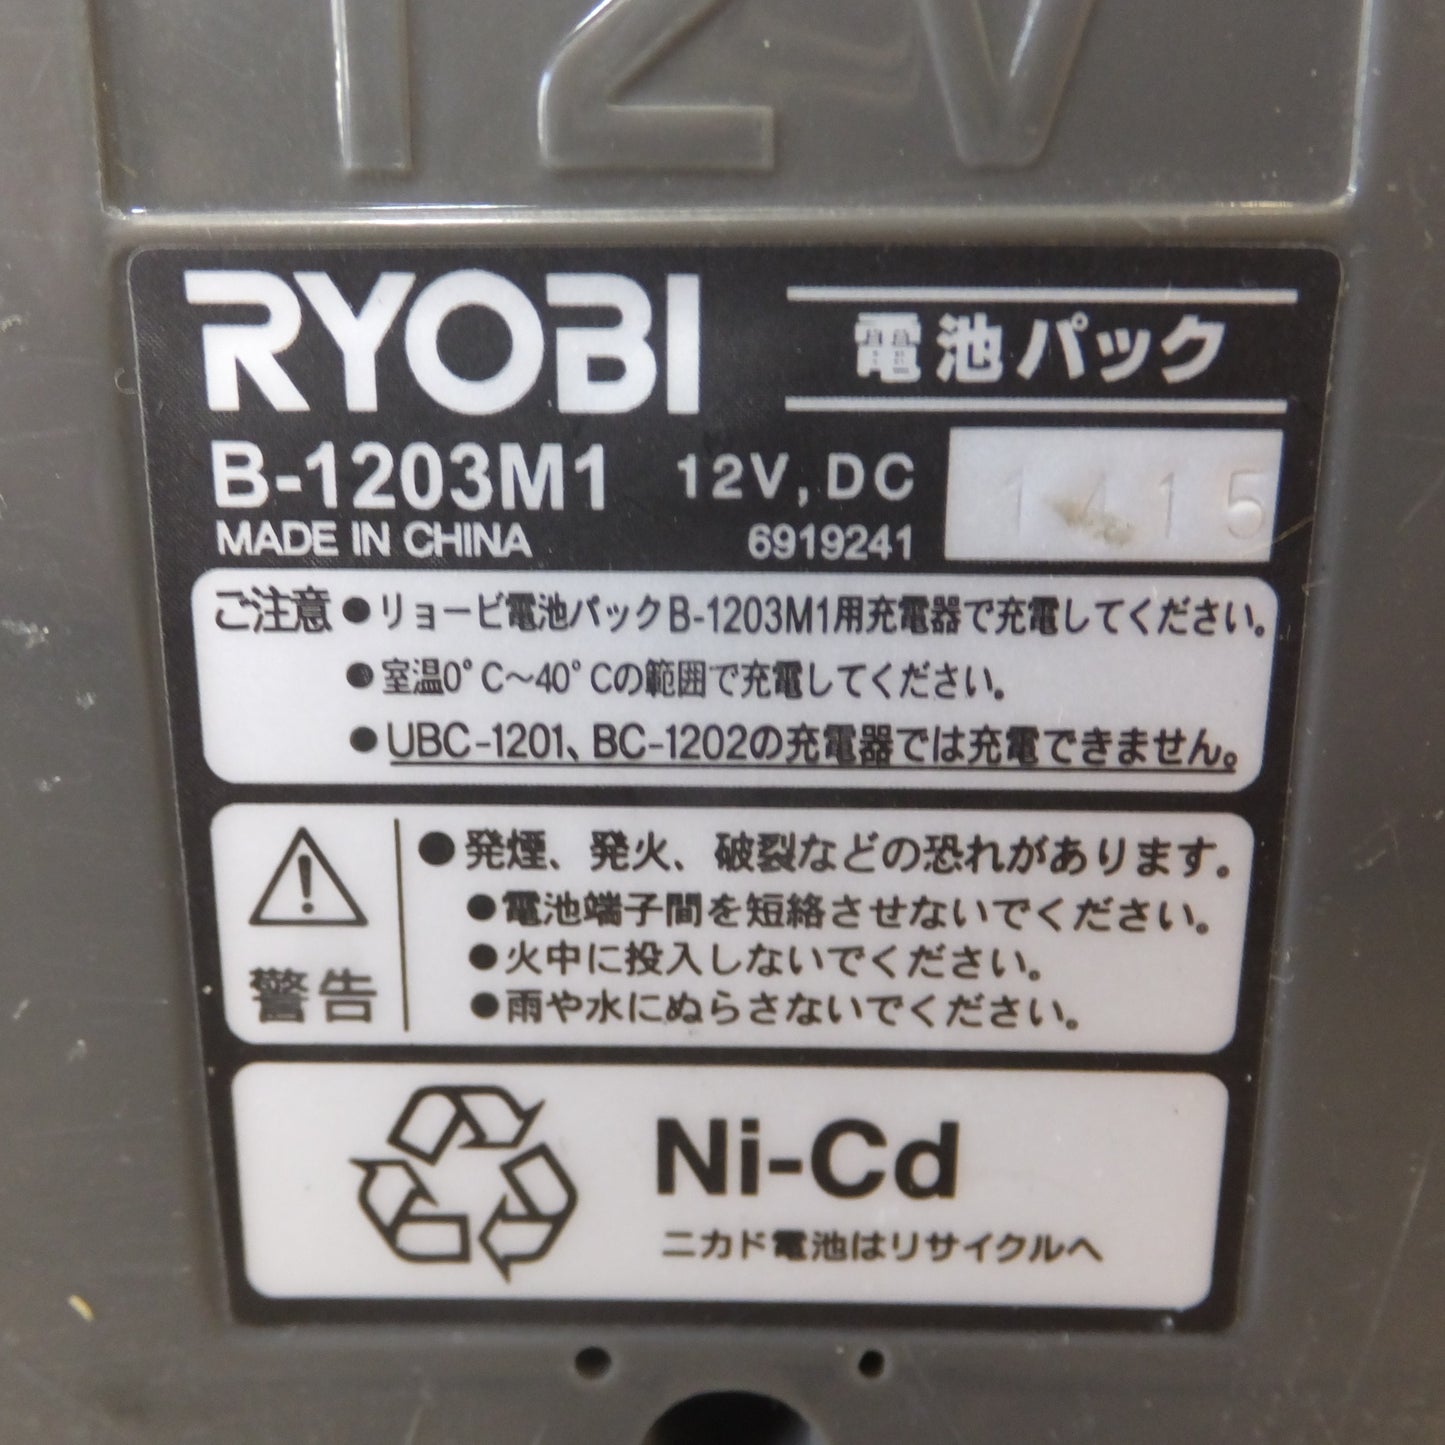 12V
RYOBI
電池パック
B-1203M1 12V, DC
1415
MADE IN CHINA 6919241
ご注意 ●リョービ電池パックB-1203M1用充電器で充電してください。
●室温0°C～40°Cの範囲で充電してください。
●UBC-1201、BC-1202の充電器では充電できません。
警告
●発煙、発火、破裂などの恐れがあります。
●電池端子間を短絡させないでください。
●火中に投入しないでください。
●雨や水にぬらさないでください。
Ni-Cd
ニカド電池はリサイクルへ